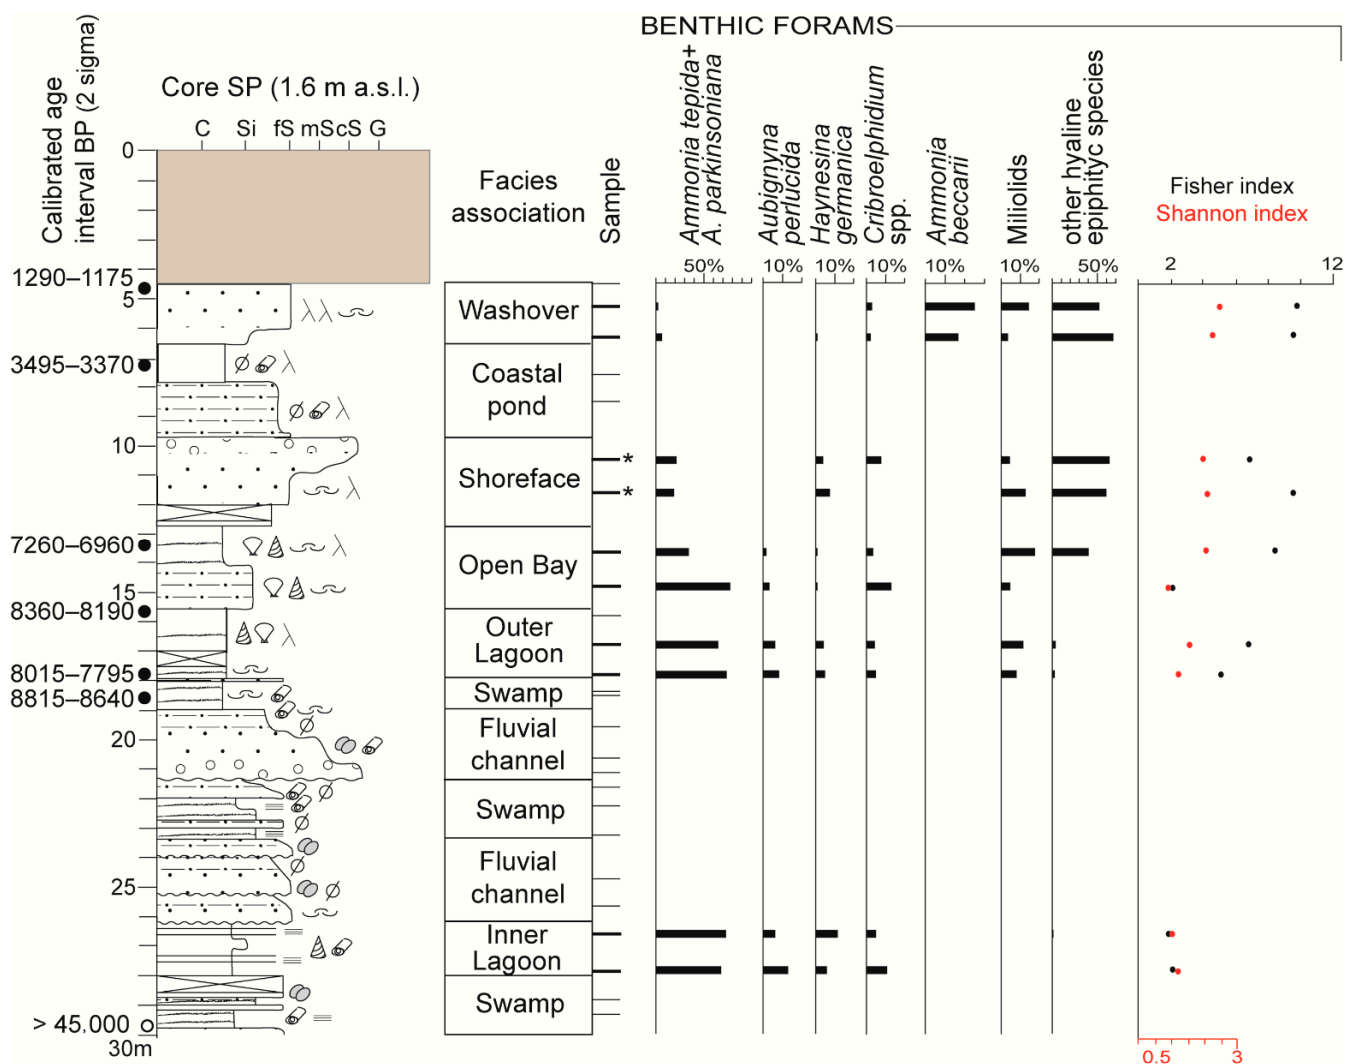 BENTHIC FORAMS
Calibrated age
interval BP (2 sigma)
Core SP (1.6 m a.s.l.)
C Si fS mS cS G
Facies
association
Sample
Ammonia tepida+
A. parkinsoniana
Aubignyna
perlucida
Haynesina
germanica
Cribroelphidium
spp.
Ammonia
beccarii
Miliolids
other hyaline
epiphityc species
Fisher index
Shannon index
50% 10% 10% 10% 10% 10% 50% 2 12
0
1290–1175
5
3495–3370
10
7260–6960
15
8360–8190
8015–7795
8815–8640
20
25
> 45,000
30m
Washover
Coastal
pond
*
Shoreface
*
Open Bay
Outer
Lagoon
Swamp
Fluvial
channel
Swamp
Fluvial
channel
Inner
Lagoon
Swamp
0.5 3